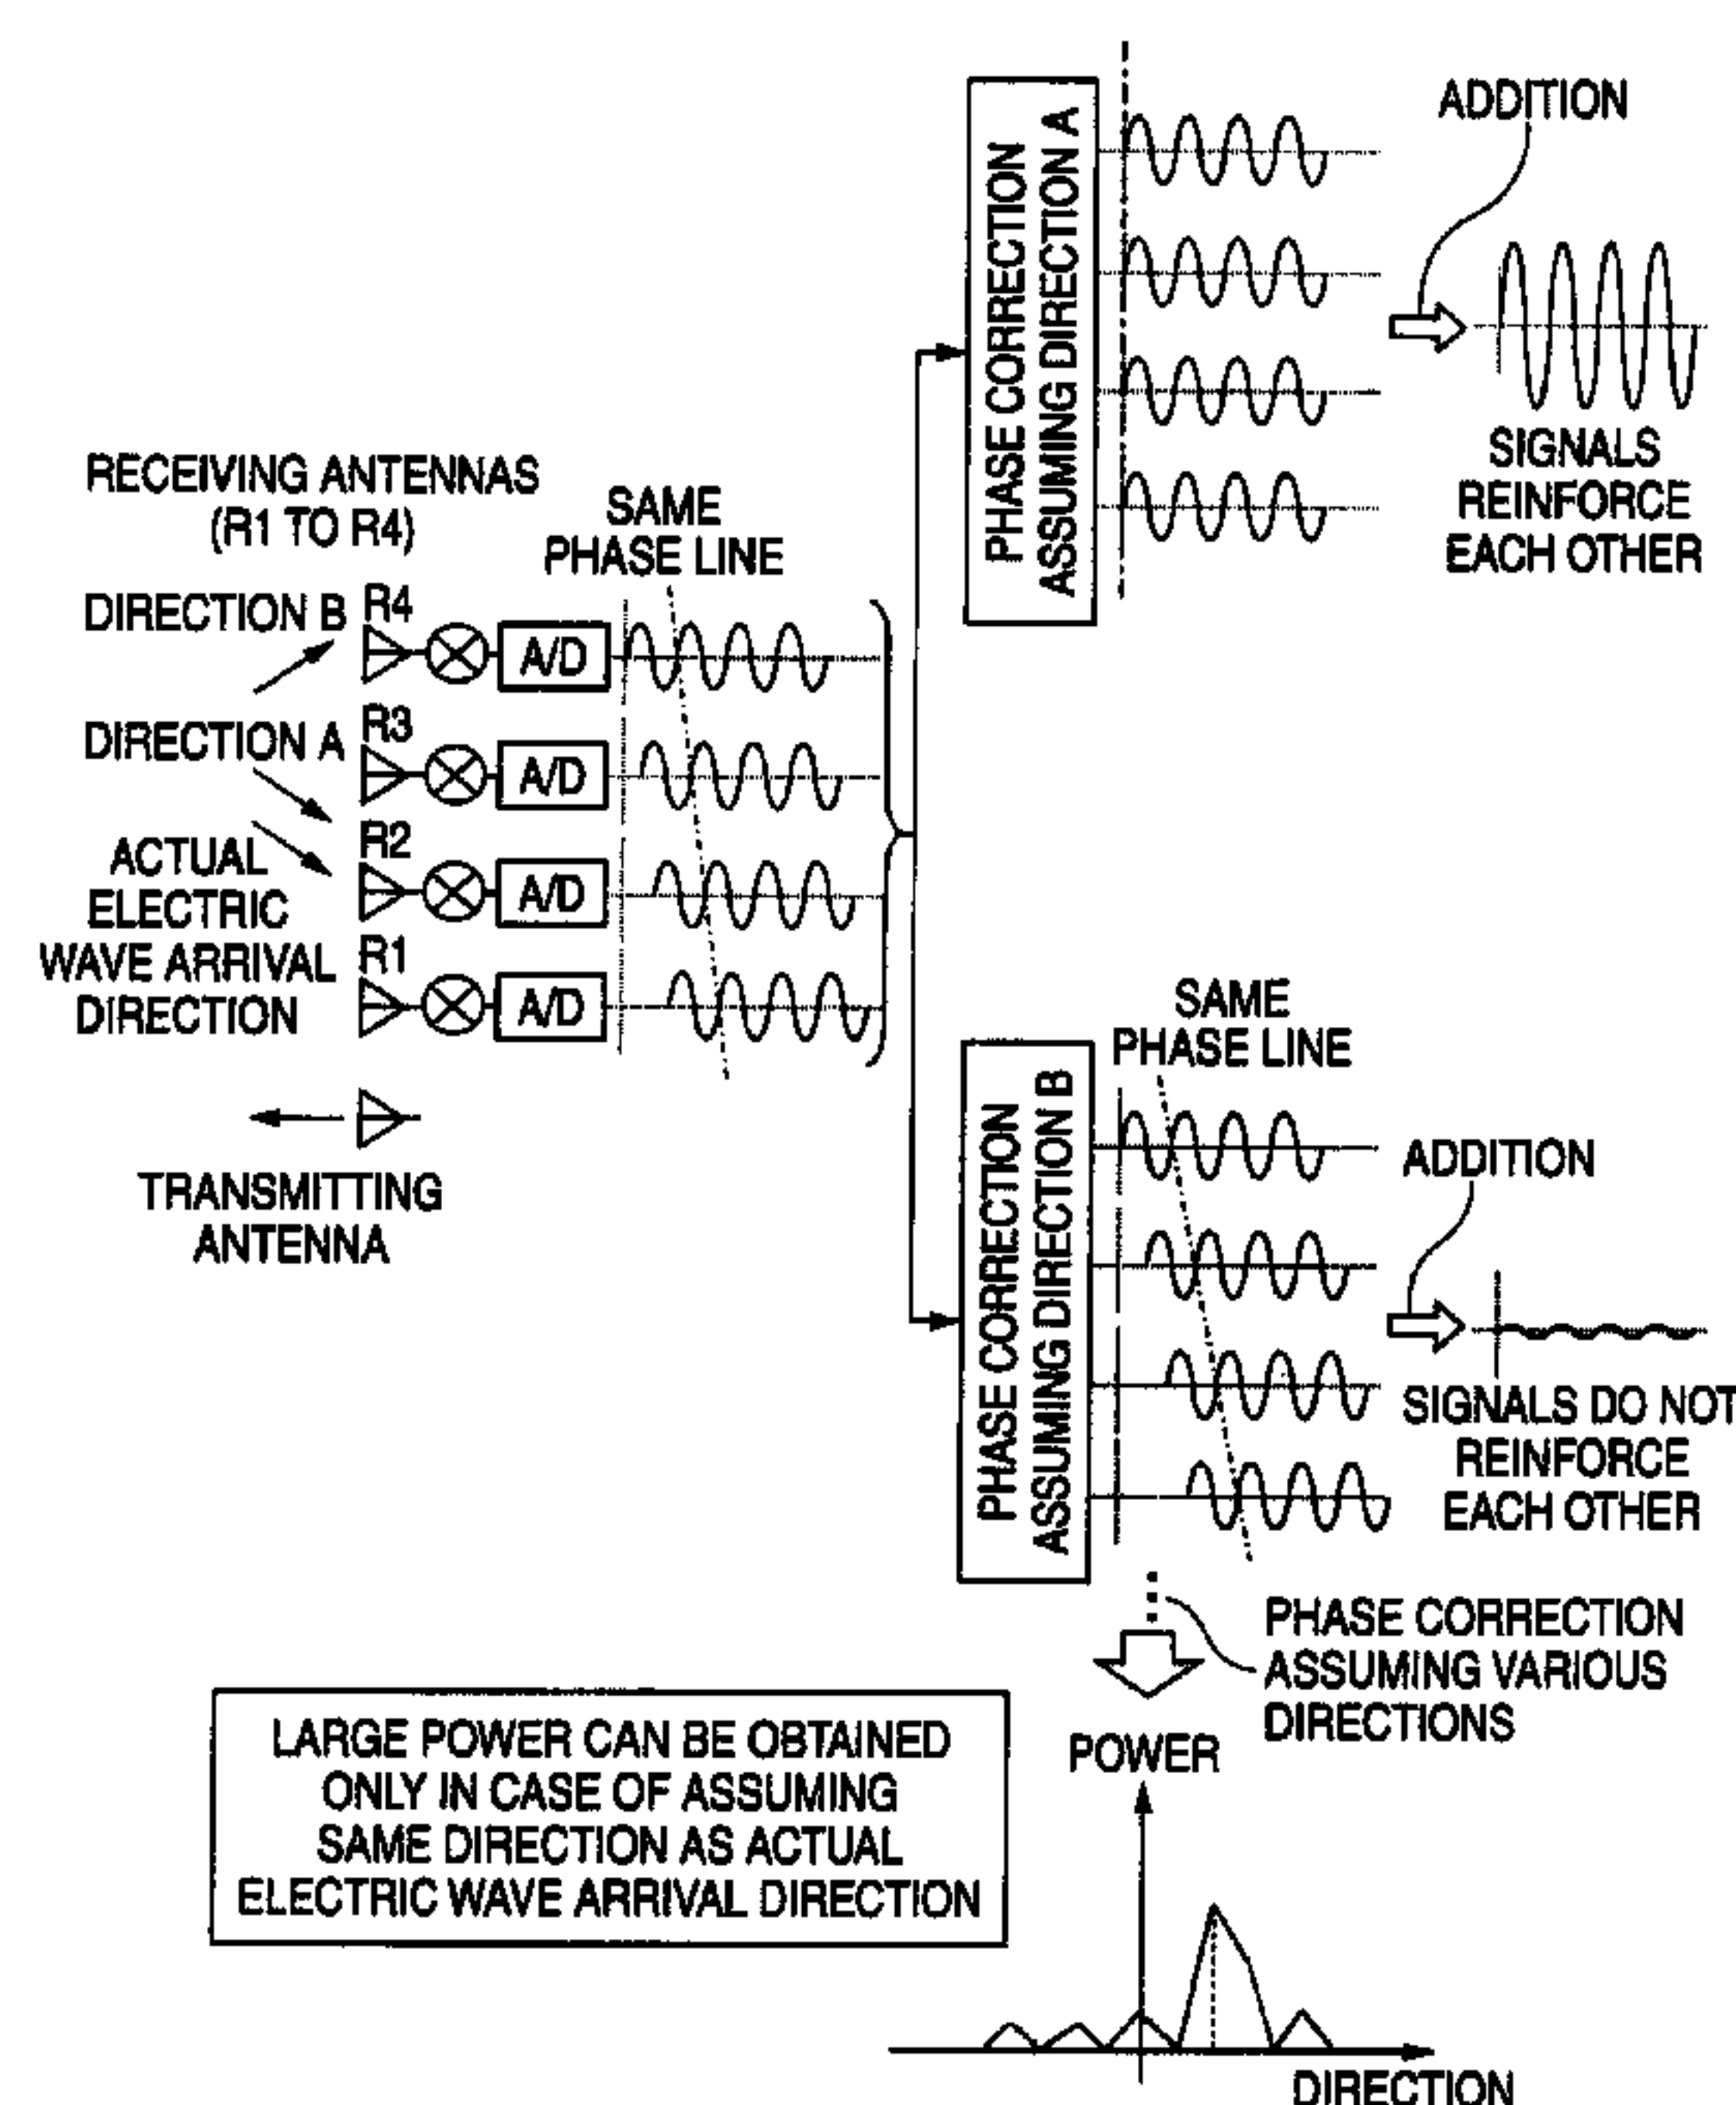 RECEIVING ANTENNAS
(R1 TO R4)
SAME
PHASE LINE
DIRECTION B
R4
A/D
DIRECTION A
R3
A/D
ACTUAL
ELECTRIC
WAVE ARRIVAL
DIRECTION
R2
A/D
R1
A/D
TRANSMITTING
ANTENNA
PHASE CORRECTION
ASSUMING DIRECTION A
ADDITION
SIGNALS
REINFORCE
EACH OTHER
PHASE CORRECTION
ASSUMING DIRECTION B
SAME
PHASE LINE
ADDITION
SIGNALS DO NOT
REINFORCE
EACH OTHER
PHASE CORRECTION
ASSUMING VARIOUS
DIRECTIONS
LARGE POWER CAN BE OBTAINED
ONLY IN CASE OF ASSUMING
SAME DIRECTION AS ACTUAL
ELECTRIC WAVE ARRIVAL DIRECTION
POWER
DIRECTION